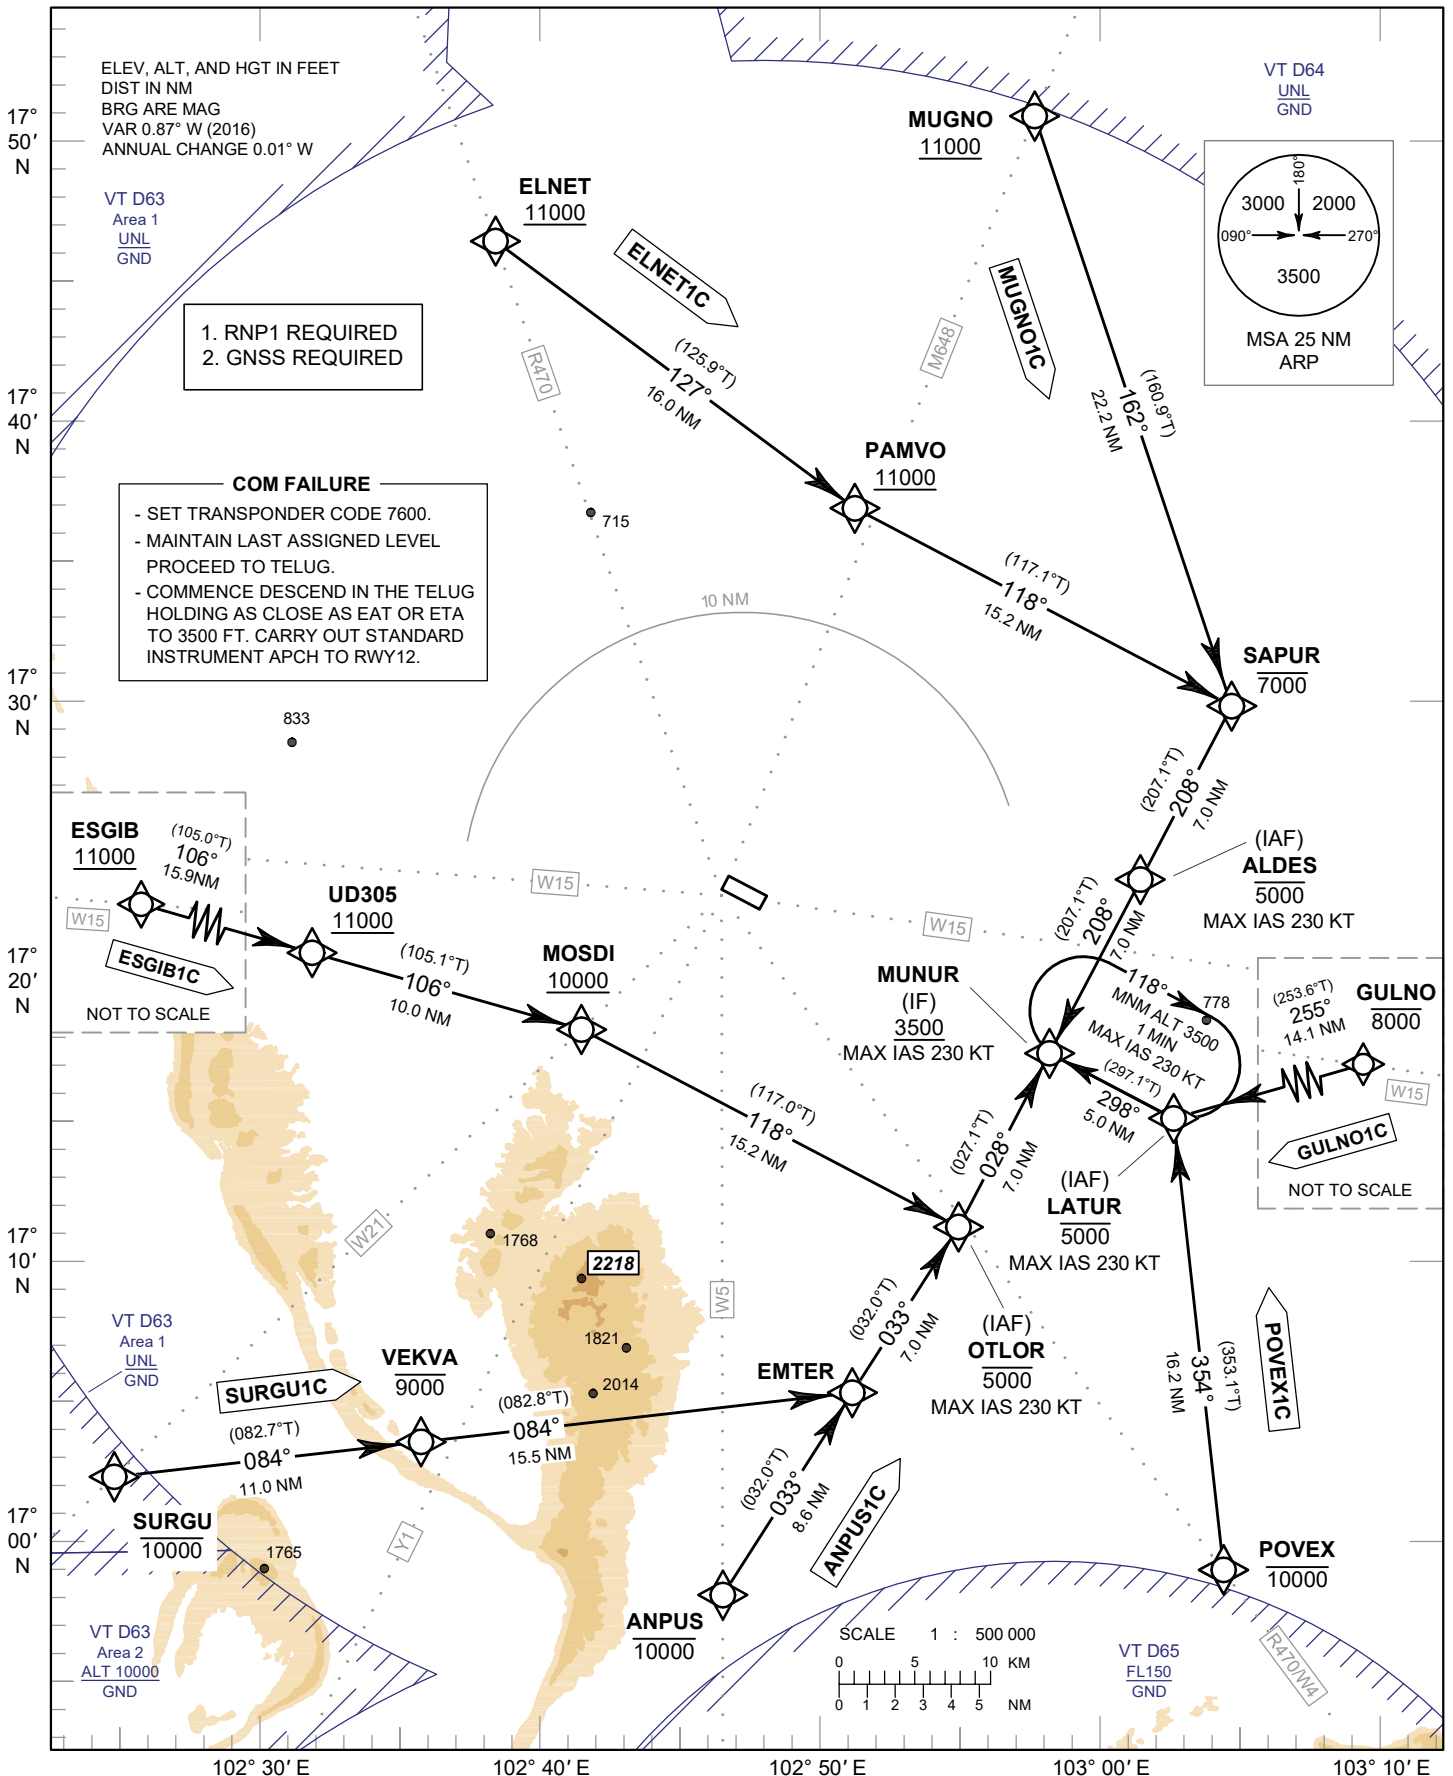 ELEV, ALT, AND HGT IN FEET
DIST IN NM
BRG ARE MAG
VAR 0.87° W (2016)
ANNUAL CHANGE 0.01° W
VT D63
Area 1
UNL
GND
1. RNP1 REQUIRED
2. GNSS REQUIRED
COM FAILURE
- SET TRANSPONDER CODE 7600.
- MAINTAIN LAST ASSIGNED LEVEL
PROCEED TO TELUG.
- COMMENCE DESCEND IN THE TELUG
HOLDING AS CLOSE AS EAT OR ETA
TO 3500 FT. CARRY OUT STANDARD
INSTRUMENT APCH TO RWY12.
VT D64
UNL
GND
180°
3000
2000
090°
270°
3500
MSA 25 NM
ARP
MUGNO
11000
MUGNO1C
(160.9°T)
162°
22.2 NM
M648
ELNET
11000
ELNET1C
(125.9°T)
127°
16.0 NM
R470
PAMVO
11000
(117.1°T)
118°
15.2 NM
715
10 NM
833
SAPUR
7000
(207.1°T)
208°
7.0 NM
(IAF)
ALDES
5000
MAX IAS 230 KT
(207.1°T)
208°
7.0 NM
ESGIB
11000
(105.0°T)
106°
15.9NM
W15
ESGIB1C
NOT TO SCALE
UD305
11000
(105.1°T)
106°
10.0 NM
W15
MOSDI
10000
(117.0°T)
118°
15.2 NM
W15
MUNUR
(IF)
3500
MAX IAS 230 KT
118°
MNM ALT 3500
1 MIN
MAX IAS 230 KT
778
(297.1°T)
298°
5.0 NM
(253.6°T)
255°
14.1 NM
GULNO
8000
W15
GULNO1C
NOT TO SCALE
(IAF)
LATUR
5000
MAX IAS 230 KT
(027.1°T)
028°
7.0 NM
(IAF)
OTLOR
5000
MAX IAS 230 KT
(032.0°T)
033°
7.0 NM
W21
1768
2218
1821
2014
W5
VT D63
Area 1
UNL
GND
SURGU1C
VEKVA
9000
(082.7°T)
084°
11.0 NM
(082.8°T)
084°
15.5 NM
EMTER
SURGU
10000
1765
Y1
(032.0°T)
033°
8.6 NM
ANPUS1C
ANPUS
10000
POVEX1C
(353.1°T)
354°
16.2 NM
POVEX
10000
VT D63
Area 2
ALT 10000
GND
SCALE 1 : 500 000
0 5 10 KM
0 1 2 3 4 5 NM
VT D65
FL150
GND
R470/W4
17°
50′
N
17°
40′
N
17°
30′
N
17°
20′
N
17°
10′
N
17°
00′
N
102° 30′ E
102° 40′ E
102° 50′ E
103° 00′ E
103° 10′ E